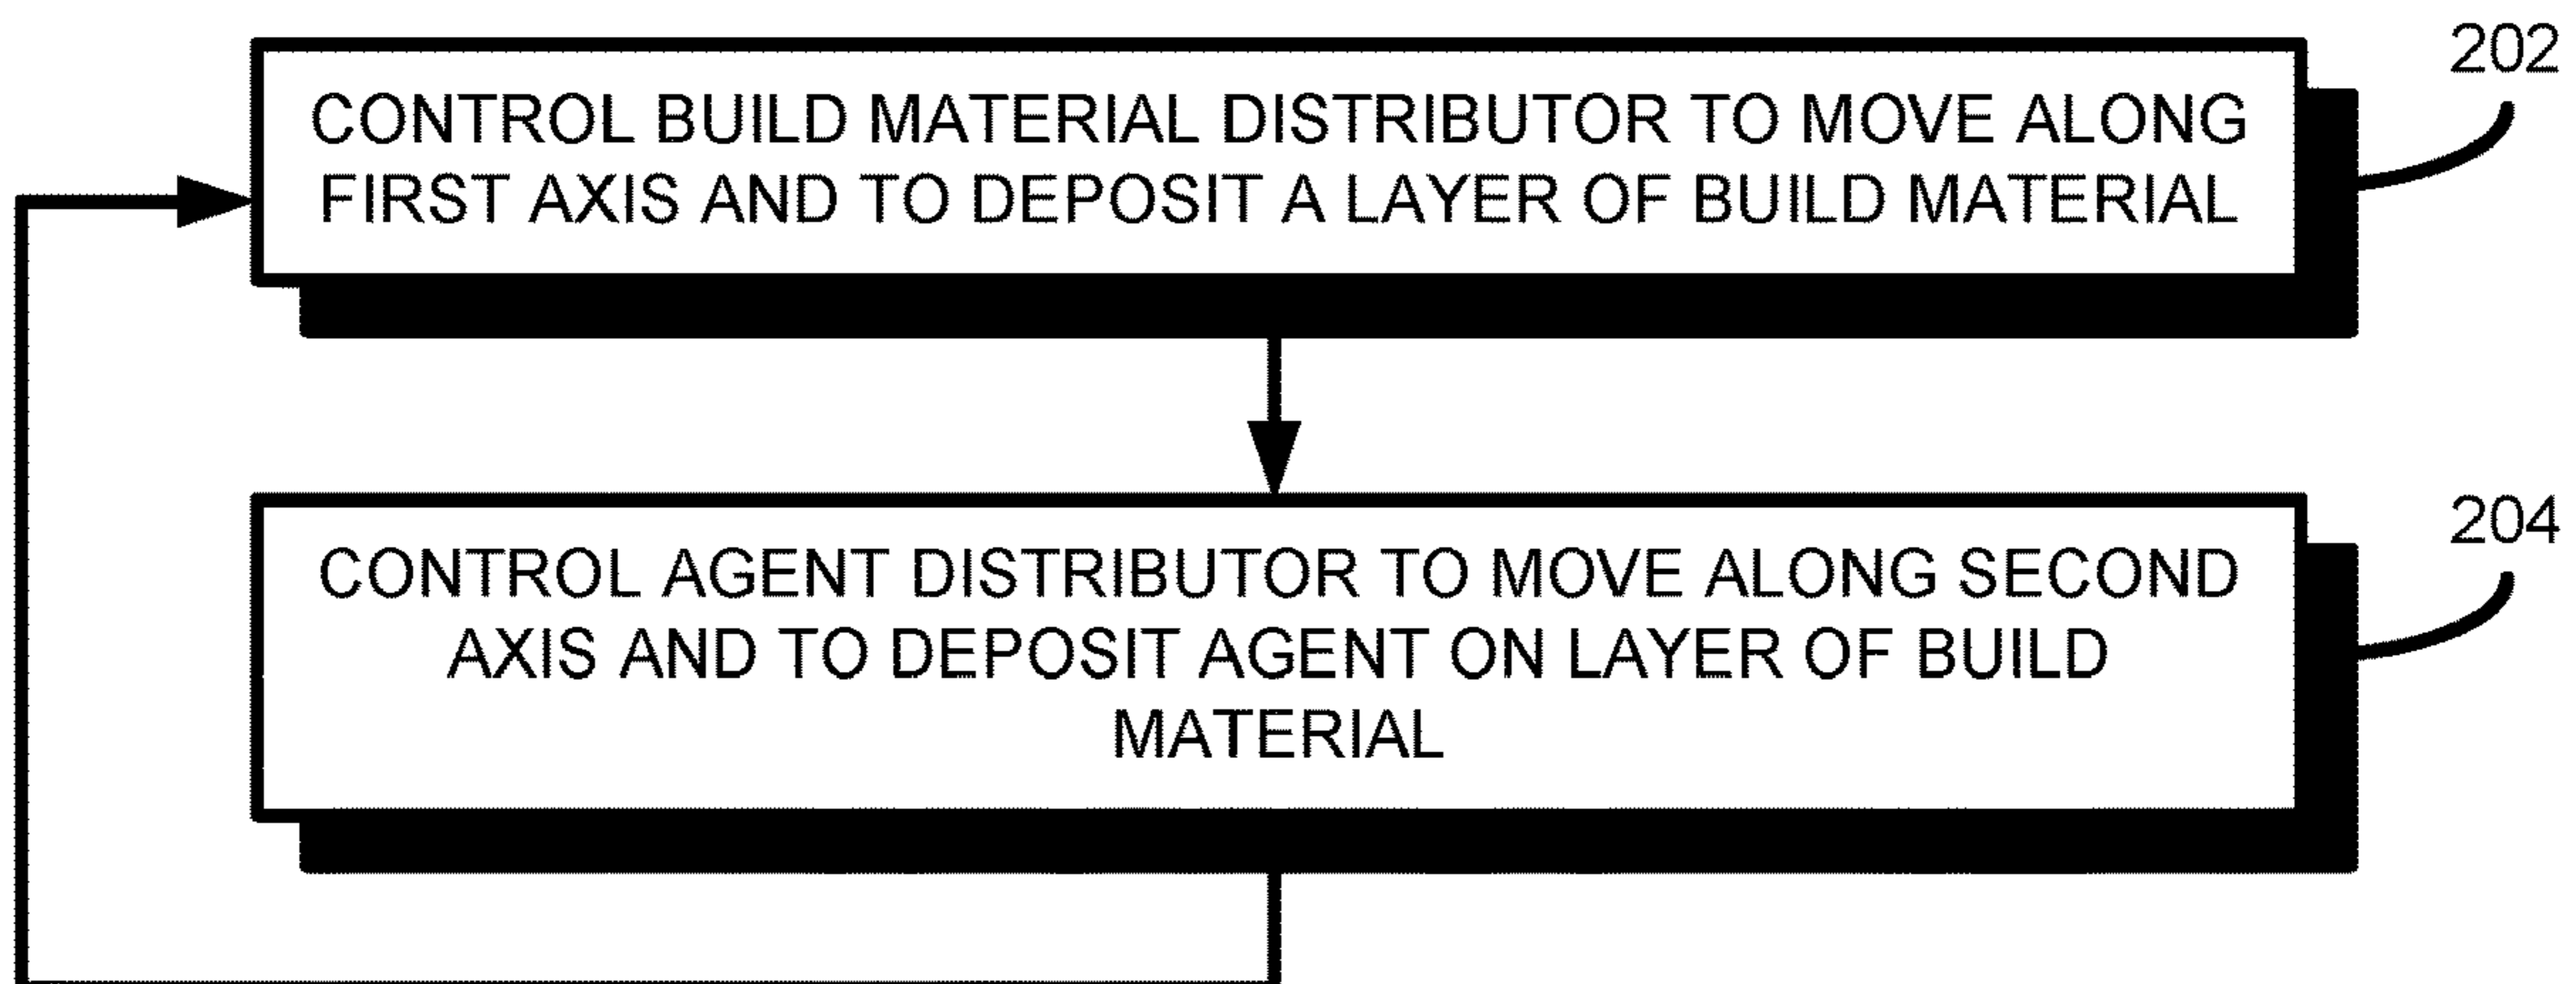 202
CONTROL BUILD MATERIAL DISTRIBUTOR TO MOVE ALONG
FIRST AXIS AND TO DEPOSIT A LAYER OF BUILD MATERIAL
204
CONTROL AGENT DISTRIBUTOR TO MOVE ALONG SECOND
AXIS AND TO DEPOSIT AGENT ON LAYER OF BUILD
MATERIAL